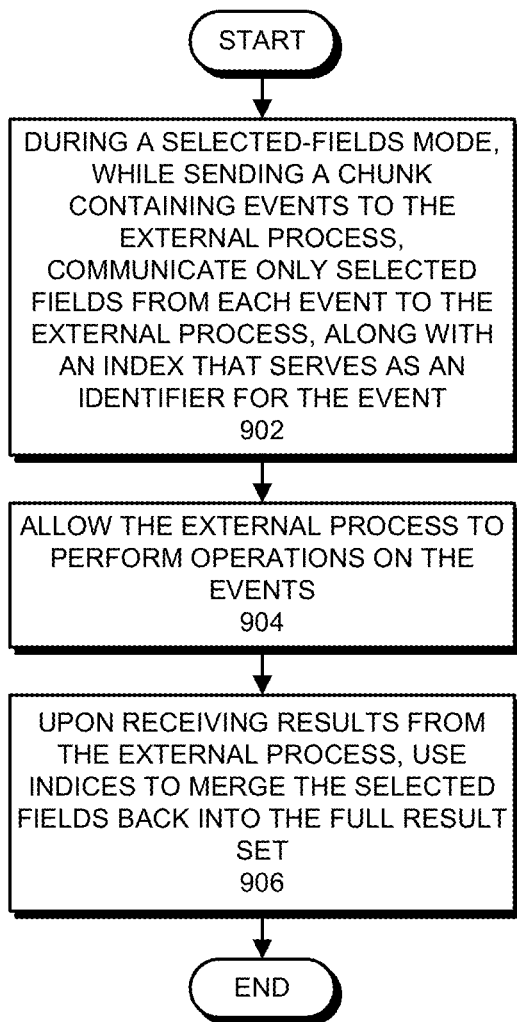 START
DURING A SELECTED-FIELDS MODE,
WHILE SENDING A CHUNK
CONTAINING EVENTS TO THE
EXTERNAL PROCESS,
COMMUNICATE ONLY SELECTED
FIELDS FROM EACH EVENT TO THE
EXTERNAL PROCESS, ALONG WITH
AN INDEX THAT SERVES AS AN
IDENTIFIER FOR THE EVENT
902
ALLOW THE EXTERNAL PROCESS TO
PERFORM OPERATIONS ON THE
EVENTS
904
UPON RECEIVING RESULTS FROM
THE EXTERNAL PROCESS, USE
INDICES TO MERGE THE SELECTED
FIELDS BACK INTO THE FULL RESULT
SET
906
END